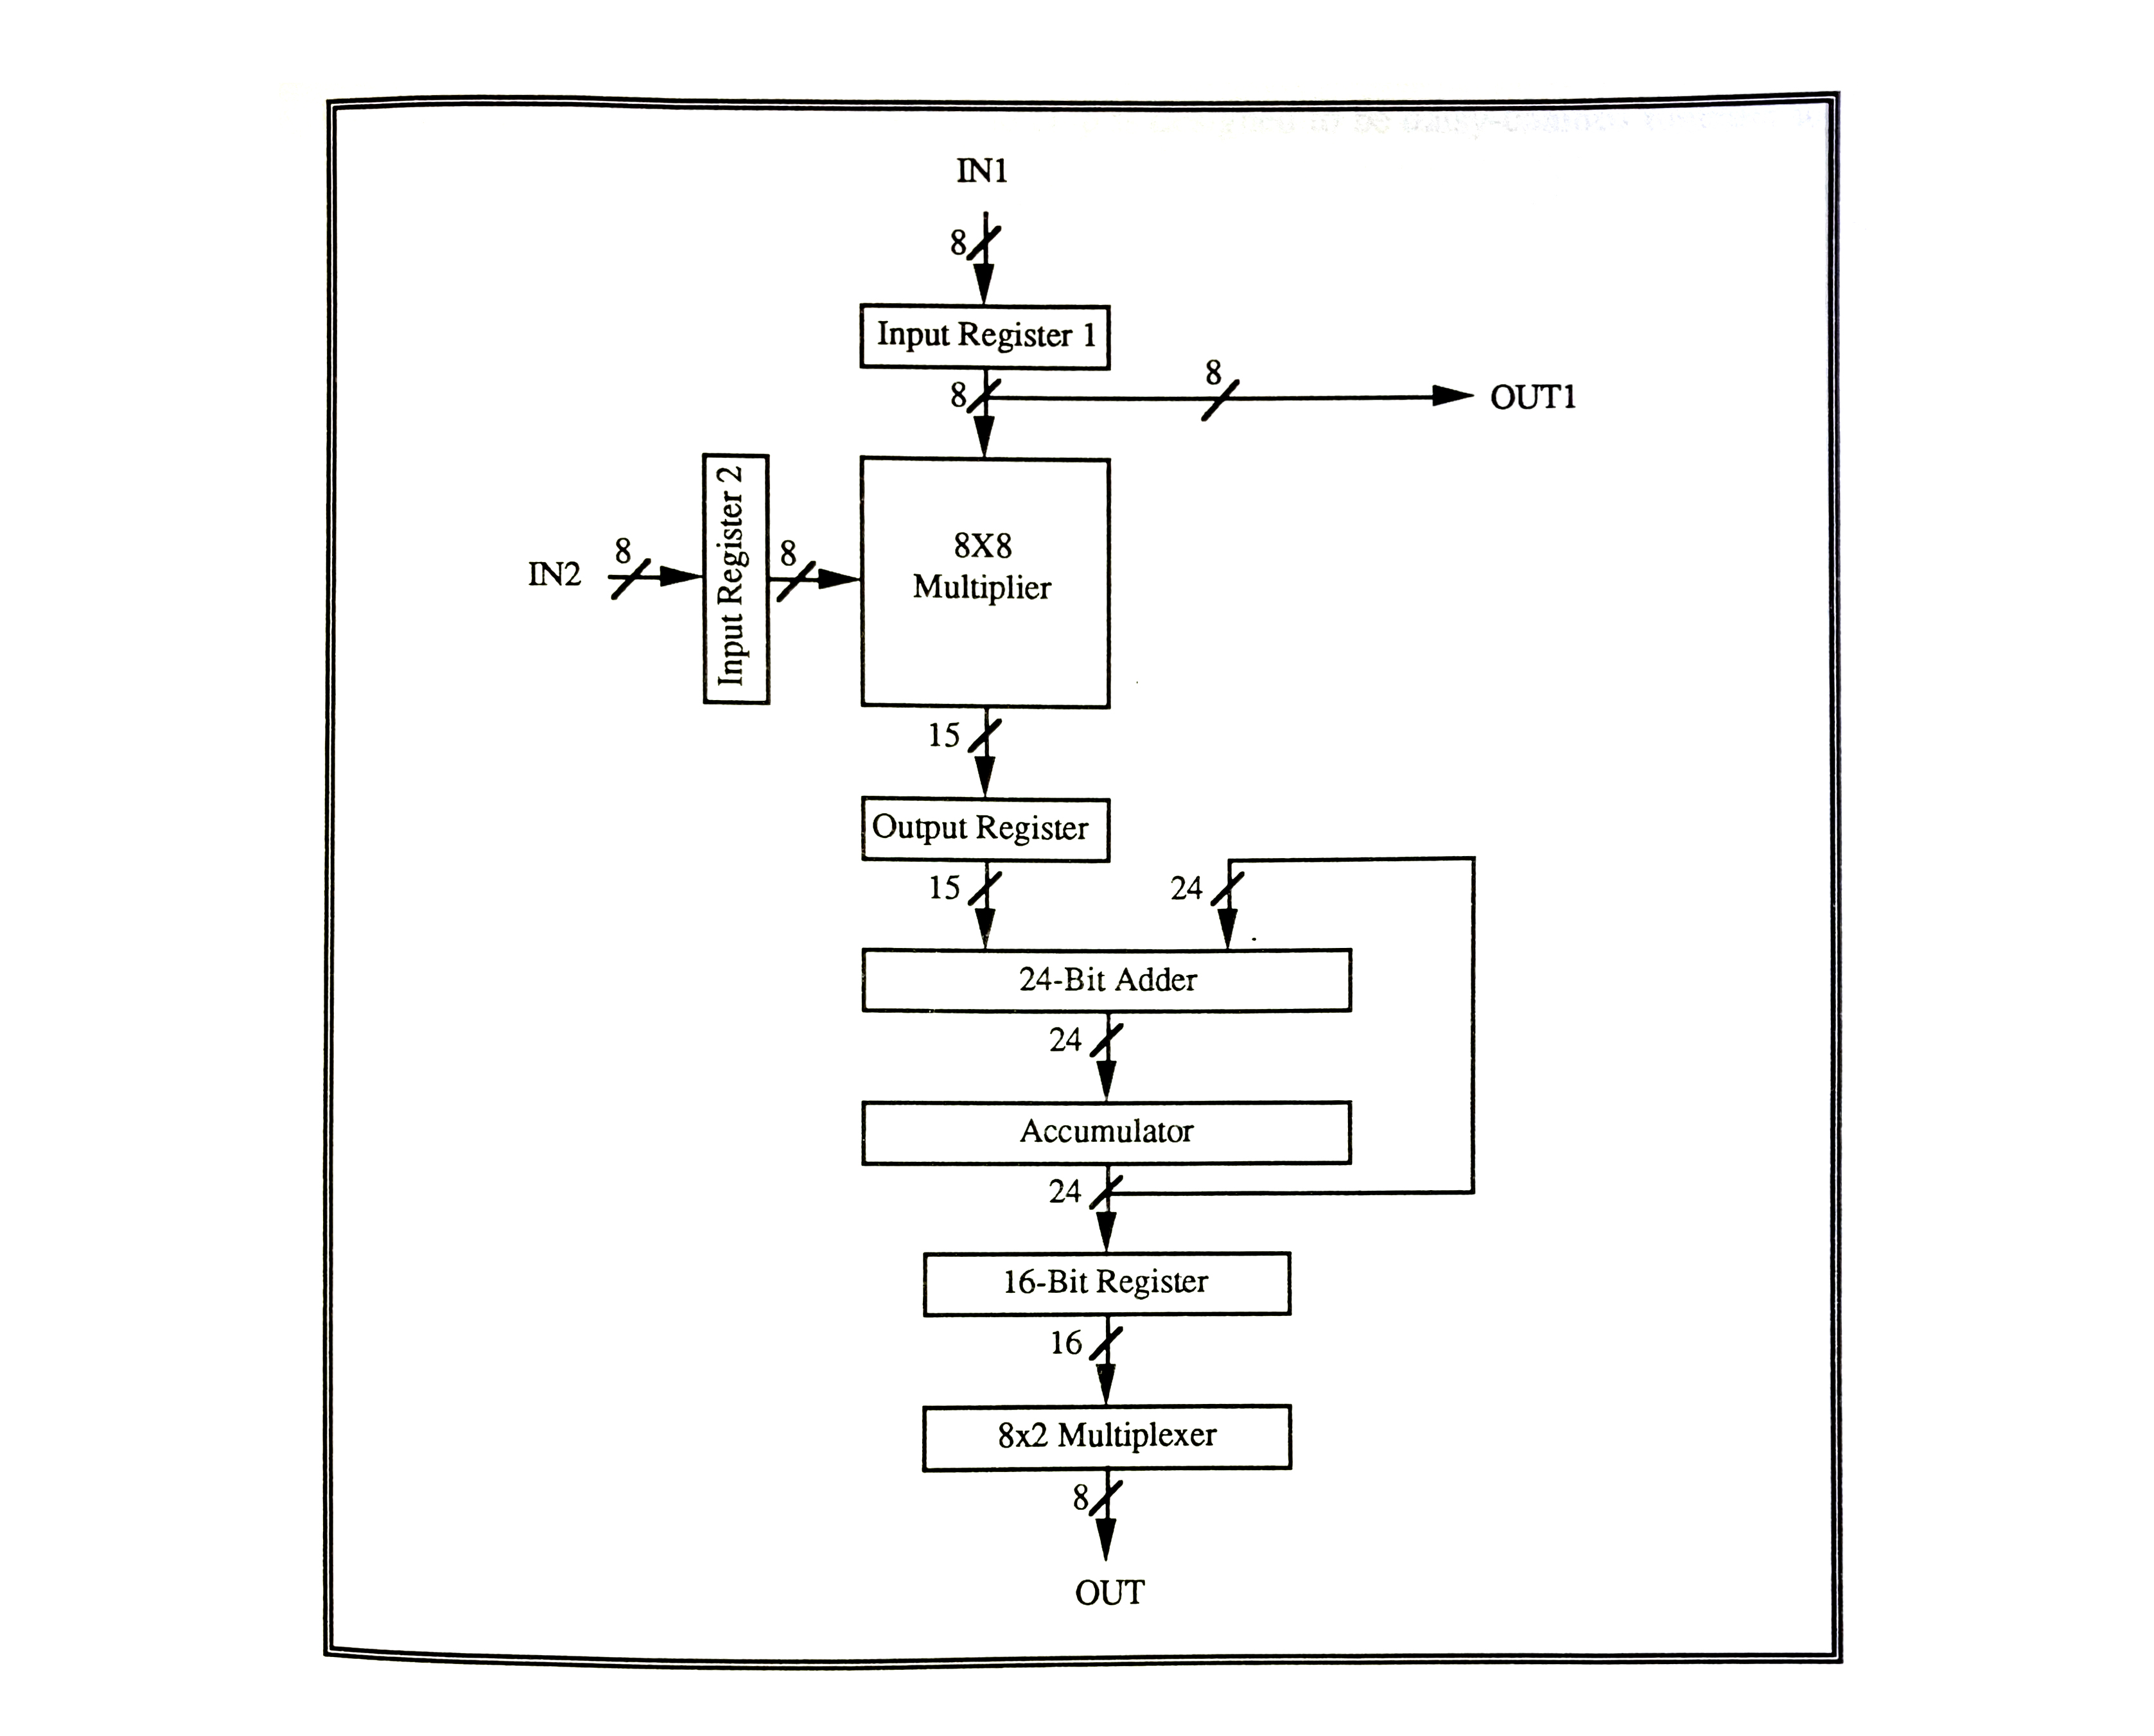 IN1
8
Input Register 1
8
8
OUT1
IN2
8
Input Register 2
8
8X8
Multiplier
15
Output Register
15
24
24-Bit Adder
24
Accumulator
24
16-Bit Register
16
8x2 Multiplexer
8
OUT